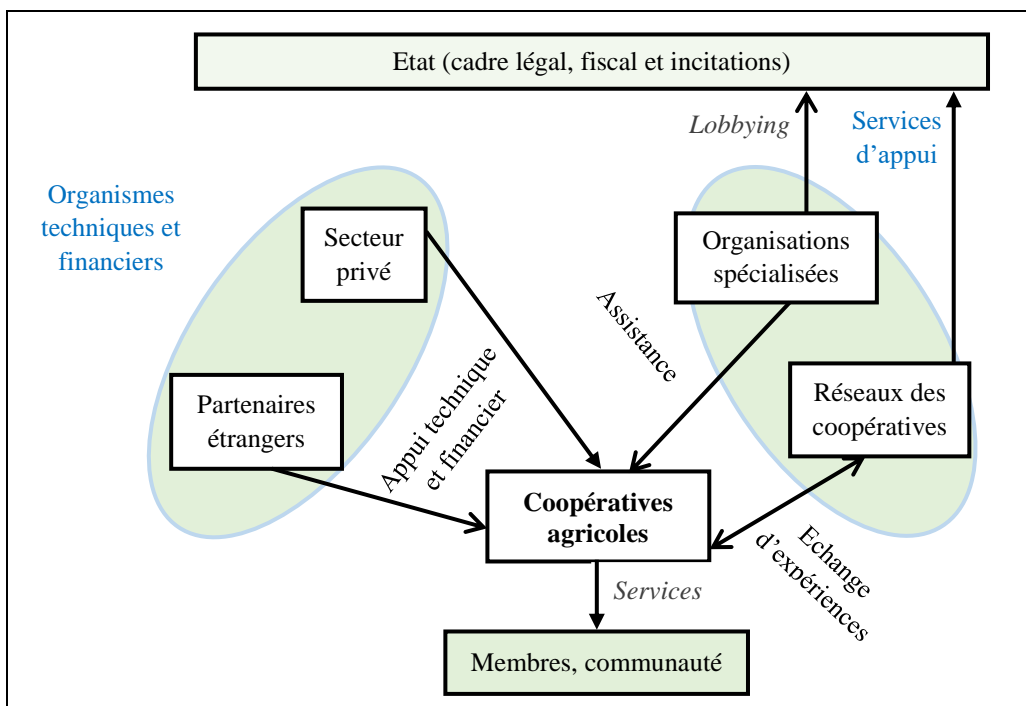 Etat (cadre légal, fiscal et incitations)
Lobbying
Services
d'appui
Organismes
techniques et
financiers
Secteur
privé
Organisations
spécialisées
Assistance
Partenaires
étrangers
Appui technique
et financier
Réseaux des
coopératives
Coopératives
agricoles
Echange
d'expériences
Services
Membres, communauté